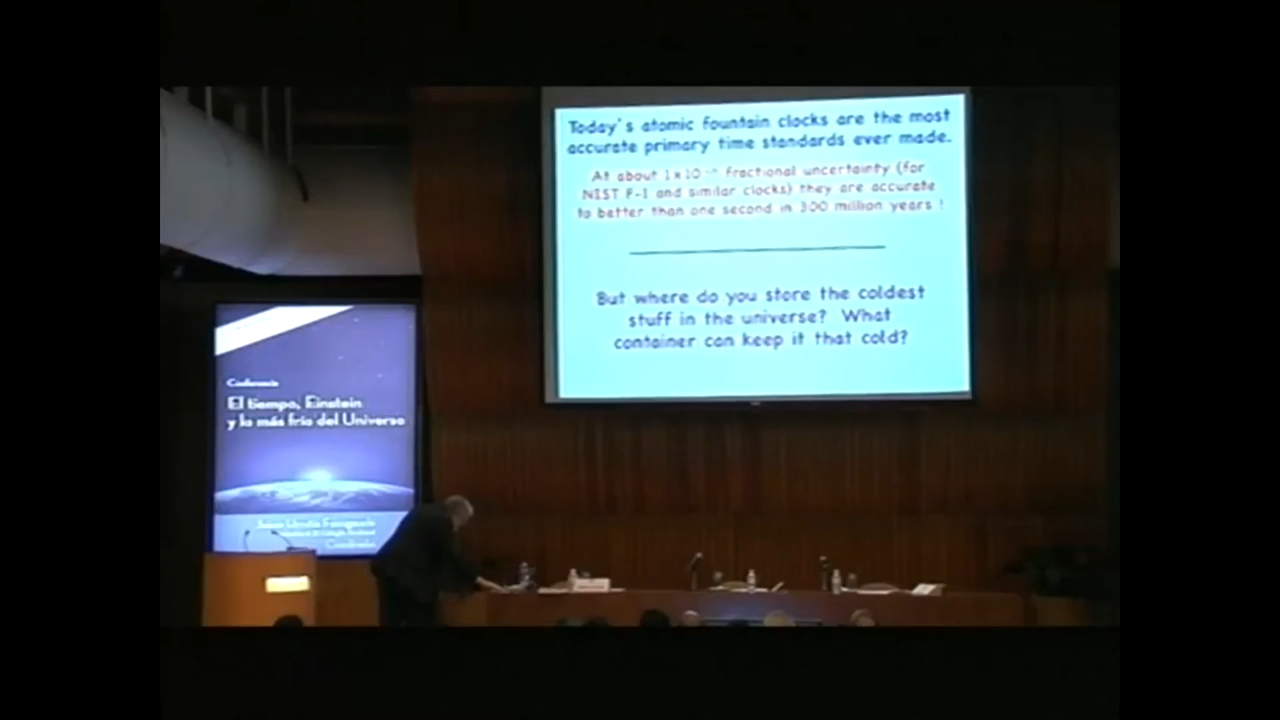 Today's atomic fountain clocks are the most
accurate primary time standards ever made.
At about 1x10 fractional uncertainty (for
NIST F-1 and similar clocks) they are accurate
to better than one second in 300 million years !
But where do you store the coldest
stuff in the universe? What
container can keep it that cold?
Conferencia
El tiempo, Einstein
y lo más frío del Universo